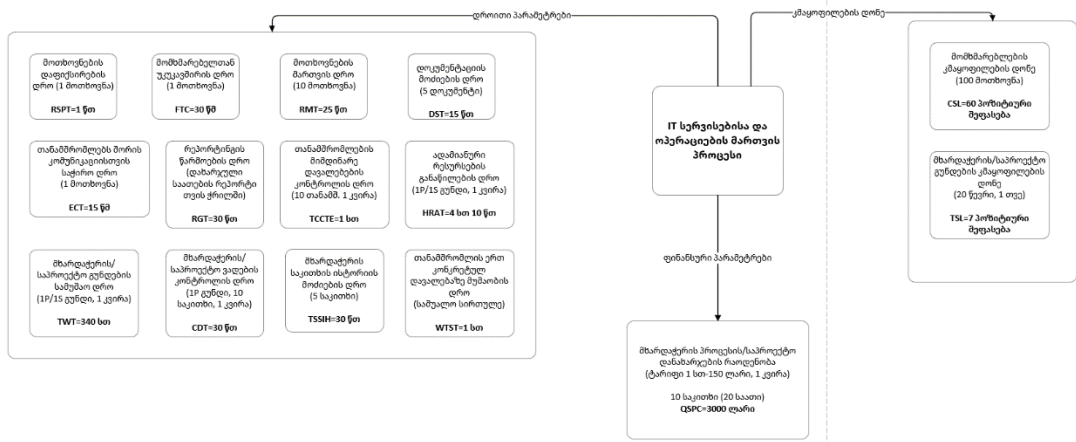 დროითი პარამეტრები
კმაყოფილების დონე
მოთხოვნების
დაფიქსირების
დრო (1 მოთხოვნა)
RSPT=1 წთ
მომხმარებელთან
უკუკავშირის დრო
(1 მოთხოვნა)
FTC=30 წმ
მოთხოვნების
მართვის დრო
(10 მოთხოვნა)
RMT=25 წთ
დოკუმენტაციის
მოძიების დრო
(5 დოკუმენტი)
DST=15 წთ
თანამშრომლებს შორის
კომუნიკაციისთვის
საჭირო დრო
(1 მოთხოვნა)
ECT=15 წმ
რეპორტინგის
წარმოების დრო
(დახარჯული
საათების რეპორტი
თვის ჭრილში)
RGT=30 წთ
თანამშრომლების
მიმდინარე
დავალებების
კონტროლის დრო
(10 თანამშ. 1 კვირა)
TCCTE=1 სთ
ადამიანური
რესურსების
განაწილების დრო
(1P/1S გუნდი, 1 კვირა)
HRAT=4 სთ 10 წთ
მხარდაჭერის/
საპროექტო გუნდების
სამუშაო დრო
(1P/1S გუნდი, 1 კვირა)
TWT=340 სთ
მხარდაჭერის/
საპროექტო ვადების
კონტროლის დრო
(1P გუნდი, 10
საკითხი, 1 კვირა)
CDT=30 წთ
მხარდაჭერის
საკითხის ისტორიის
მოძიების დრო
(5 საკითხი)
TSSIH=30 წთ
თანამშრომლის ერთ
კონკრეტულ
დავალებაზე მუშაობის
დრო
(საშუალო სირთულე)
WTST=1 სთ
IT სერვისებისა და
ოპერაციების მართვის
პროცესი
მომხმარებლების
კმაყოფილების დონე
(100 მოთხოვნა)
CSL=60 პოზიტიური
შეფასება
მხარდაჭერის/საპროექტო
გუნდების კმაყოფილების
დონე
(20 წევრი, 1 თვე)
TSL=7 პოზიტიური
შეფასება
ფინანსური პარამეტრები
მხარდაჭერის პროცესის/საპროექტო
დანახარჯების რაოდენობა
(ტარიფი 1 სთ-150 ლარი, 1 კვირა)
10 საკითხი (20 საათი)
QSPC=3000 ლარი